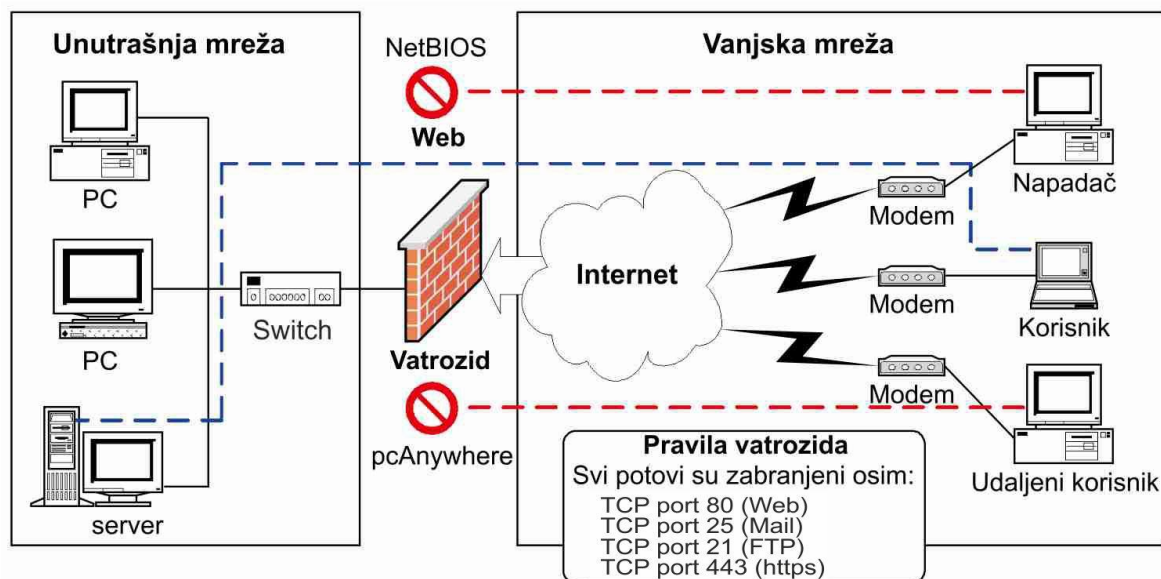 Unutrašnja mreža
PC
PC
server
Switch
NetBIOS
Web
Vatrozid
pcAnywhere
Vanjska mreža
Internet
Modem
Modem
Modem
Napadač
Korisnik
Udaljeni korisnik
Pravila vatrozida
Svi potovi su zabranjeni osim:
TCP port 80 (Web)
TCP port 25 (Mail)
TCP port 21 (FTP)
TCP port 443 (https)